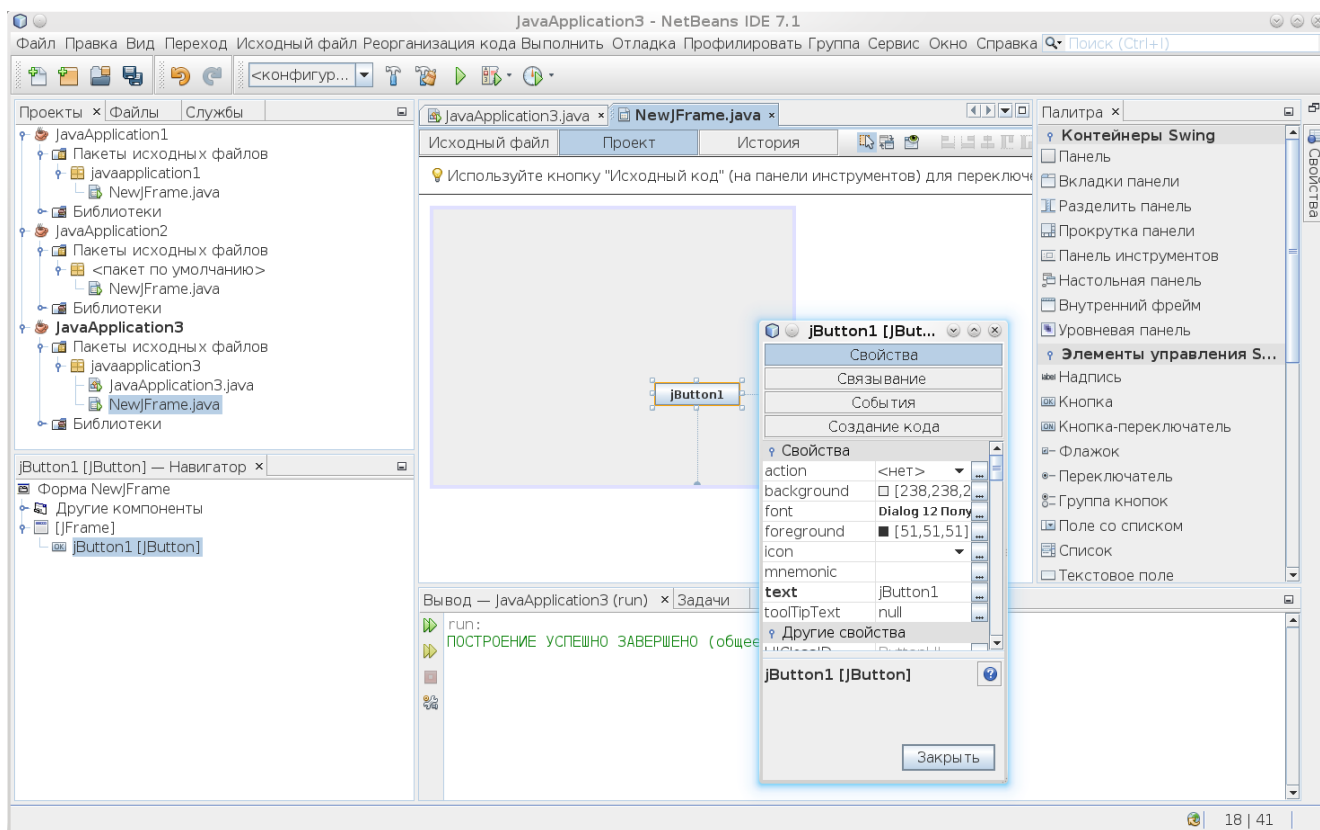 JavaApplication3 - NetBeans IDE 7.1
Файл Правка Вид Переход Исходный файл Реорганизация кода Выполнить Отладка Профилировать Группа Сервис Окно Справка Поиск (Ctrl+I)
<конфигур...
Проекты Файлы Службы
JavaApplication1
Пакеты исходных файлов
javaapplication1
NewJFrame.java
Библиотеки
JavaApplication2
Пакеты исходных файлов
<пакет по умолчанию>
NewJFrame.java
Библиотеки
JavaApplication3
Пакеты исходных файлов
javaapplication3
JavaApplication3.java
NewJFrame.java
Библиотеки
jButton1 [JButton] — Навигатор
Форма NewJFrame
Другие компоненты
[JFrame]
jButton1 [JButton]
JavaApplication3.java NewJFrame.java
Исходный файл Проект История
Используйте кнопку "Исходный код" (на панели инструментов) для переключе
jButton1
jButton1 [JBut...
Свойства
Связывание
События
Создание кода
Свойства
action <нет>
background [238,238,2
font Dialog 12 Полу
foreground [51,51,51]
icon
mnemonic
text jButton1
toolTipText null
Другие свойства
jButton1 [JButton]
Закрыть
Палитра
Контейнеры Swing
Панель
Вкладки панели
Разделить панель
Прокрутка панели
Панель инструментов
Настольная панель
Внутренний фрейм
Уровневая панель
Элементы управления S...
Надпись
Кнопка
Кнопка-переключатель
Флажок
Переключатель
Группа кнопок
Поле со списком
Список
Текстовое поле
Свойства
Вывод — JavaApplication3 (run) Задачи
run:
ПОСТРОЕНИЕ УСПЕШНО ЗАВЕРШЕНО (общее
18 | 41